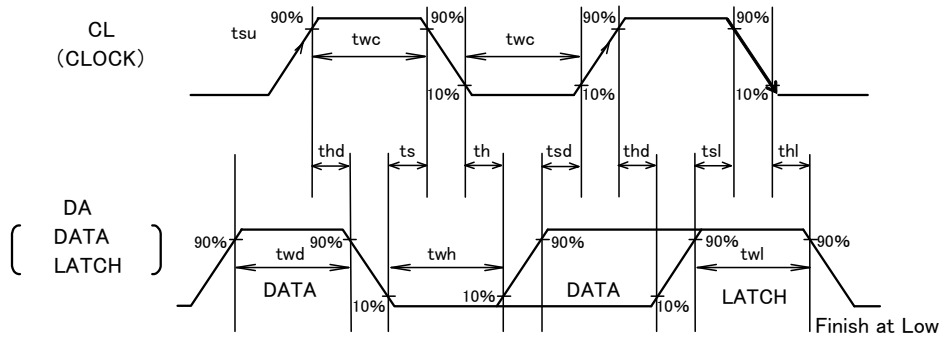 90% 90% 90% 90%
CL tsu twc twc
(CLOCK)
10% 10% 10%
thd ts th tsd thd tsl thl
DA
DATA
LATCH
90% 90% 90% 90% 90%
twd twh twl
10% 10% 10%
DATA DATA LATCH
Finish at Low